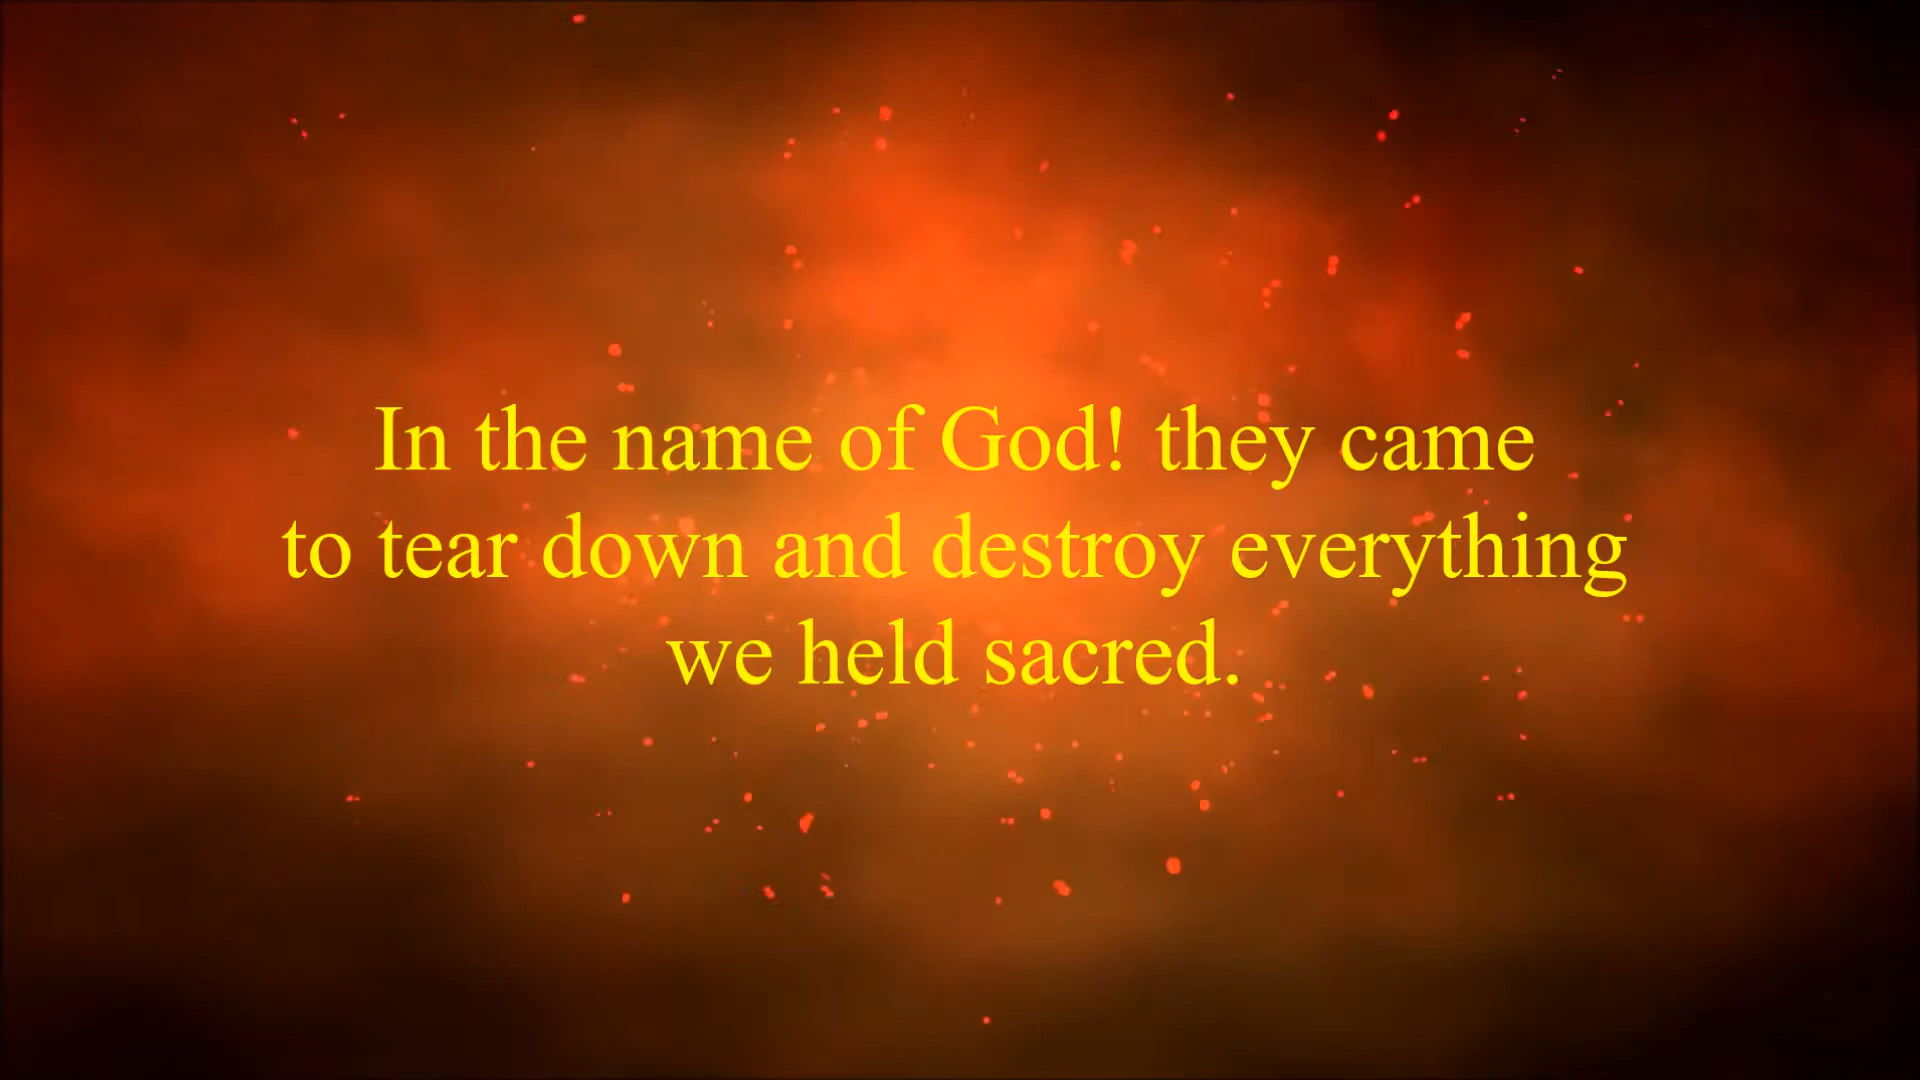 In the name of God! they came
to tear down and destroy everything
we held sacred.